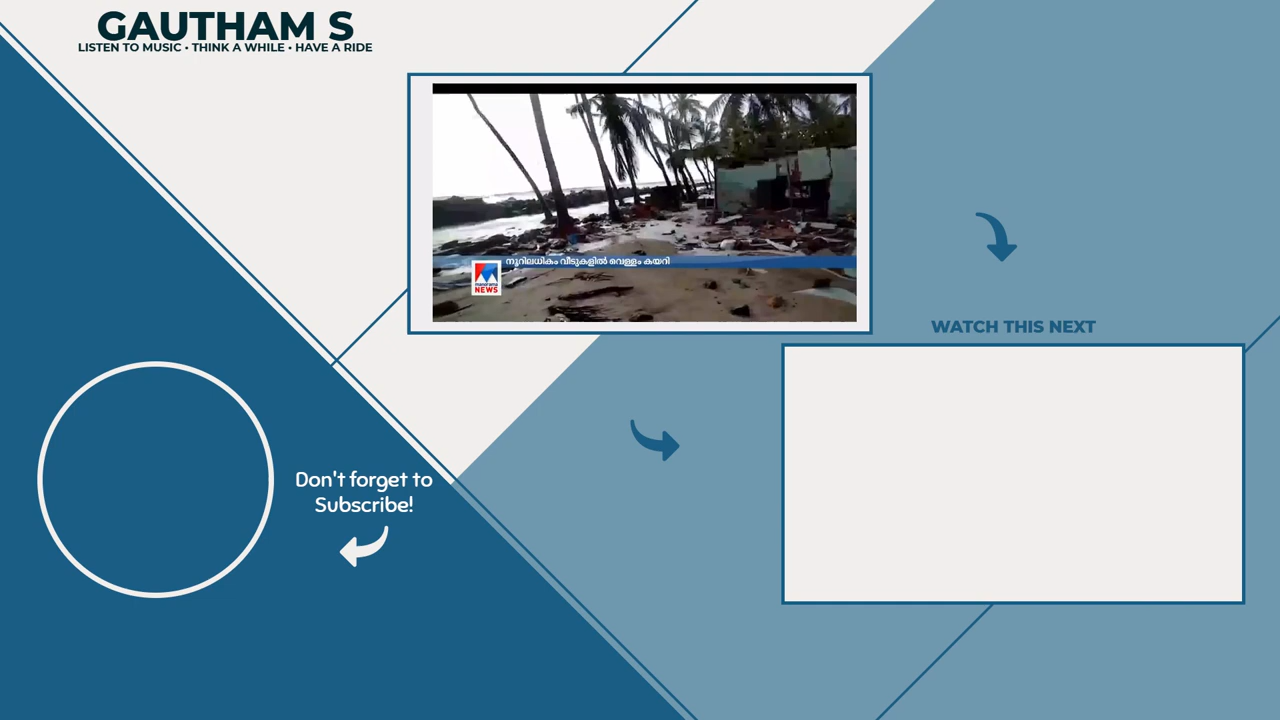 GAUTHAM S
LISTEN TO MUSIC • THINK A WHILE • HAVE A RIDE
നൂറിലധികം വീടുകളിൽ വെള്ളം കയറി
manorama
NEWS
WATCH THIS NEXT
Don't forget to
Subscribe!